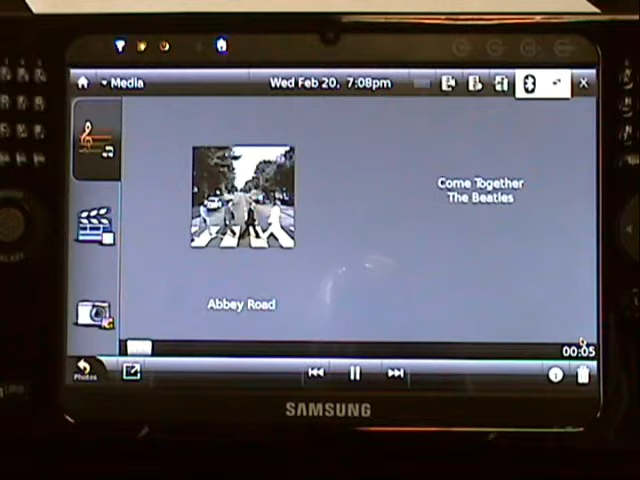 Media
Wed Feb 20, 7:08pm
Come Together
The Beatles
Abbey Road
00:05
Photos
SAMSUNG